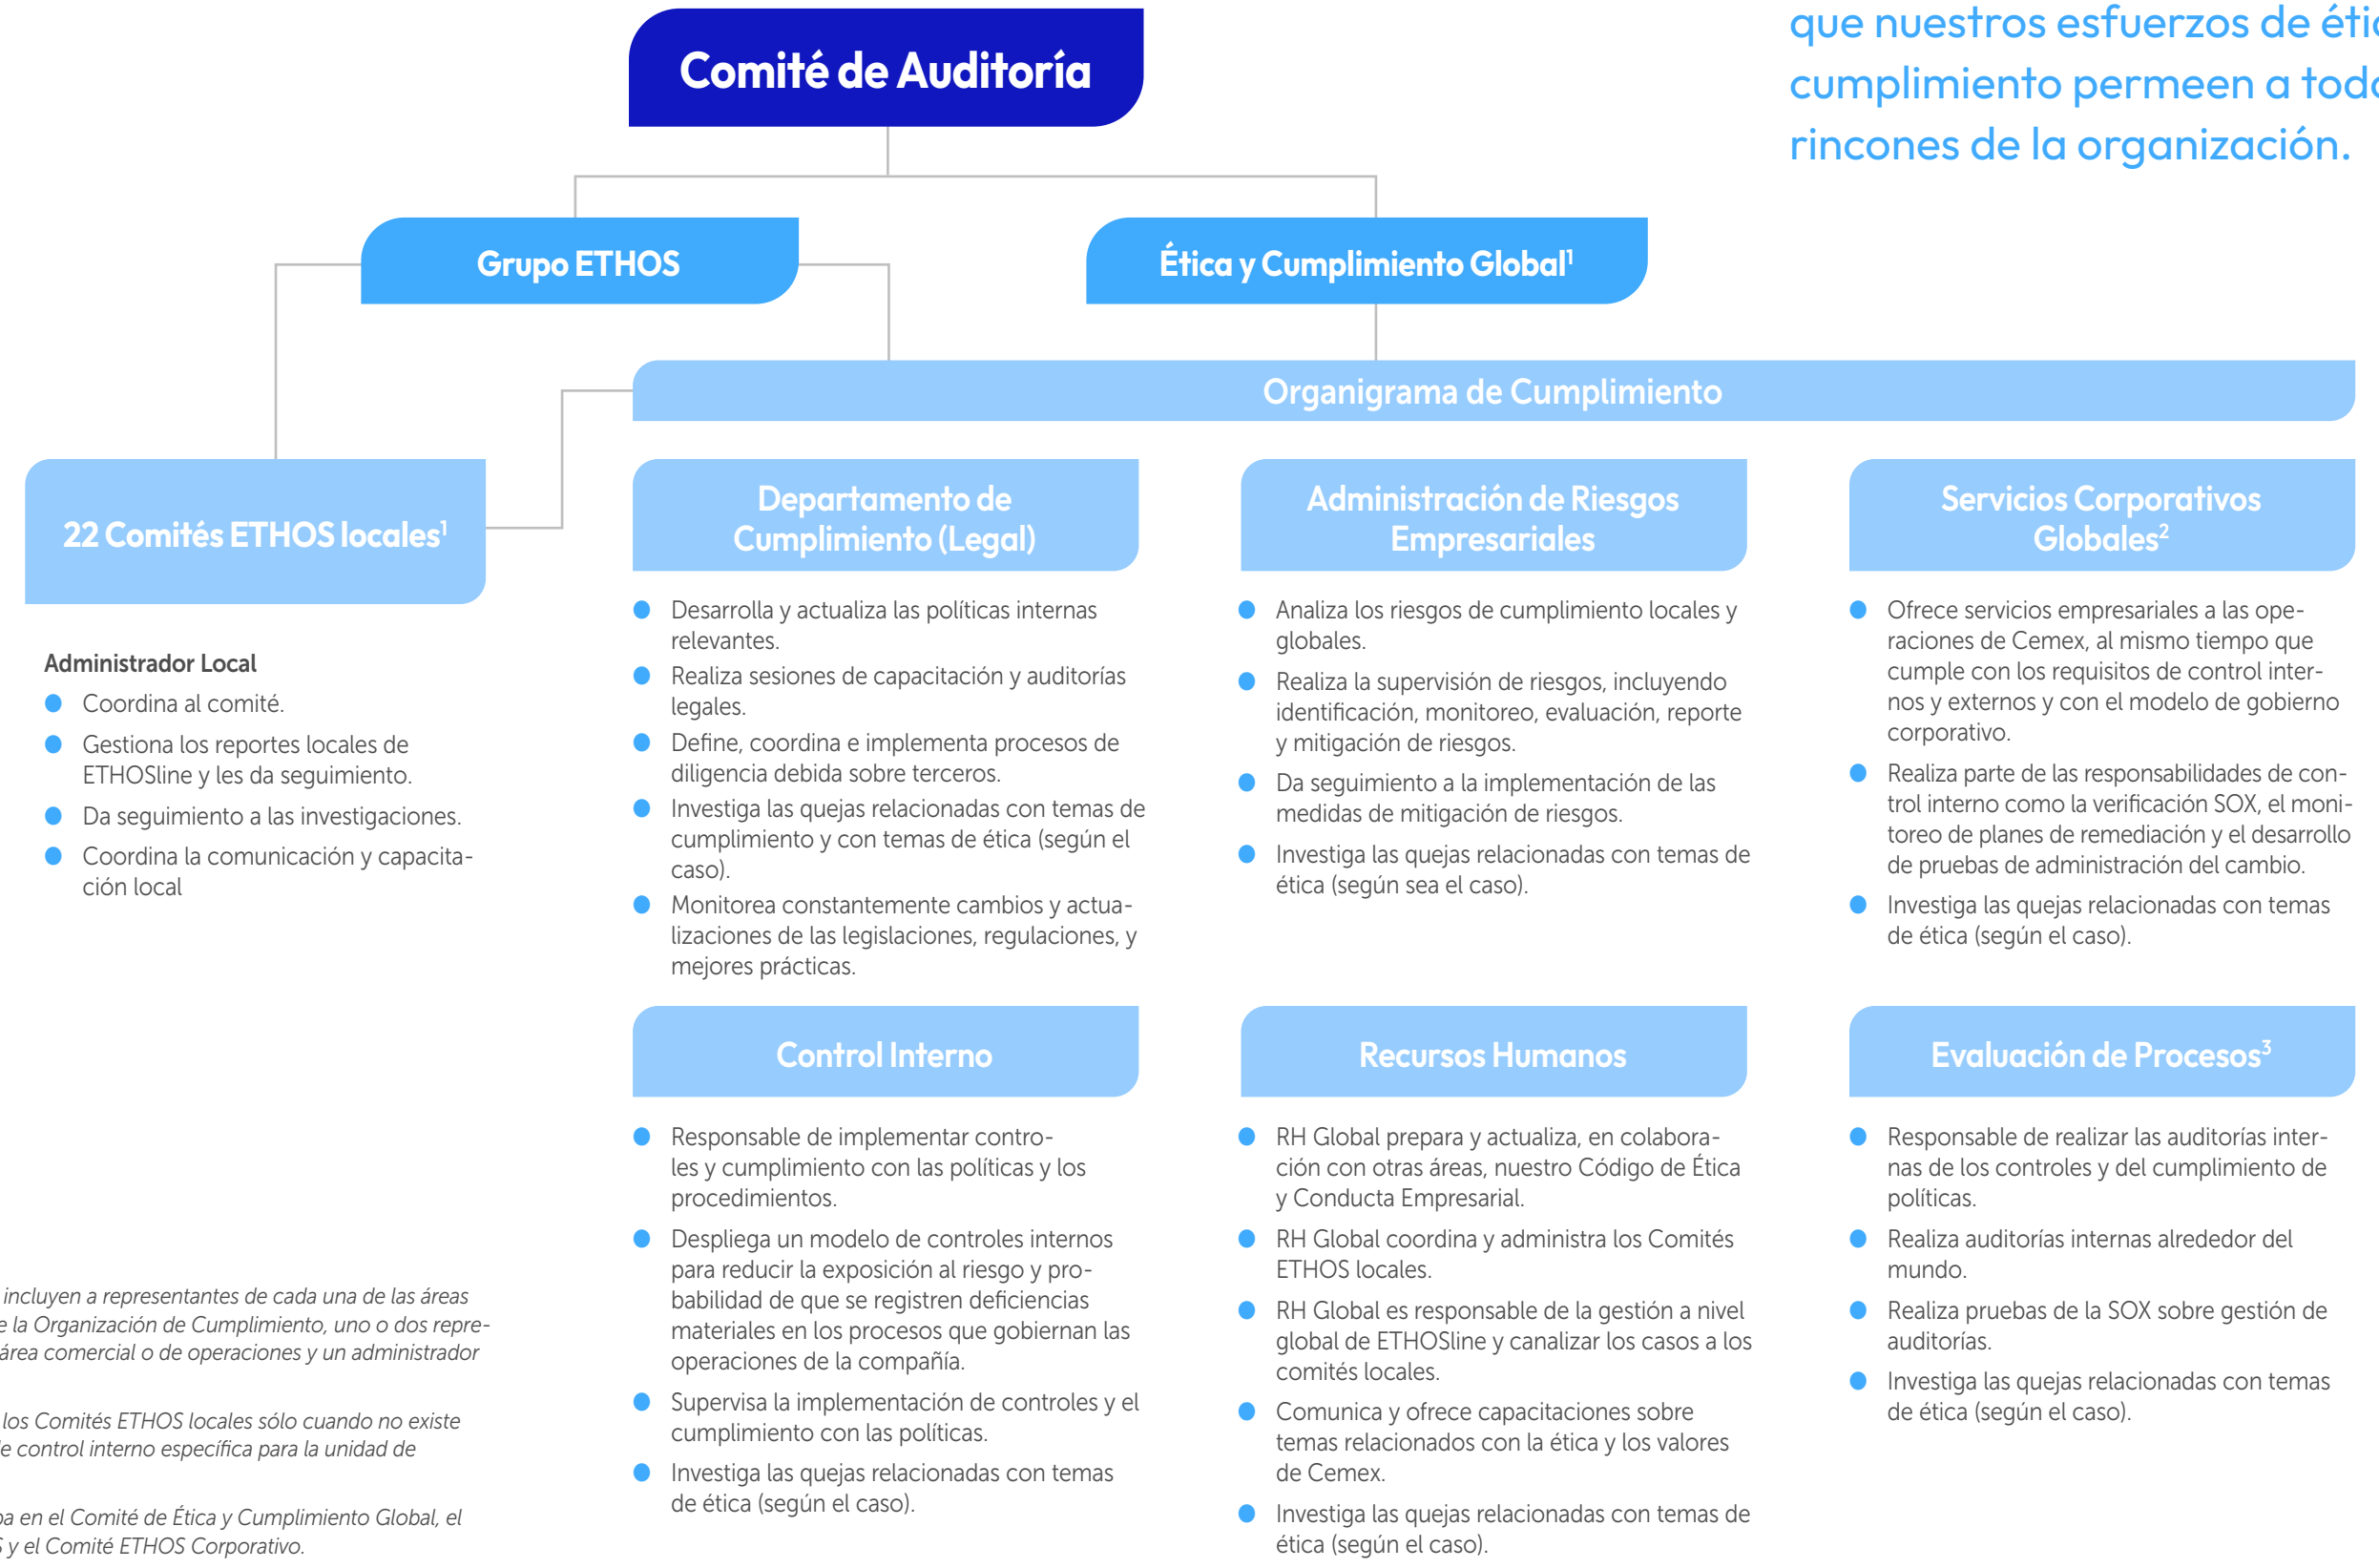 que nuestros esfuerzos de
cumplimiento permeen a
rincones de la organización.
Comité de Auditoría
Grupo ETHOS
Ética y Cumplimiento Global¹
Organigrama de Cumplimiento
22 Comités ETHOS locales¹
Administrador Local
Coordina al comité.
Gestiona los reportes locales de
ETHOSline y les da seguimiento.
Da seguimiento a las investigaciones.
Coordina la comunicación y capacita-
ción local
Departamento de
Cumplimiento (Legal)
Desarrolla y actualiza las políticas internas
relevantes.
Realiza sesiones de capacitación y auditorías
legales.
Define, coordina e implementa procesos de
diligencia debida sobre terceros.
Investiga las quejas relacionadas con temas de
cumplimiento y con temas de ética (según el
caso).
Monitorea constantemente cambios y actua-
lizaciones de las legislaciones, regulaciones, y
mejores prácticas.
Administración de Riesgos
Empresariales
Analiza los riesgos de cumplimiento locales y
globales.
Realiza la supervisión de riesgos, incluyendo
identificación, monitoreo, evaluación, reporte
y mitigación de riesgos.
Da seguimiento a la implementación de las
medidas de mitigación de riesgos.
Investiga las quejas relacionadas con temas de
ética (según sea el caso).
Servicios Corporativos
Globales²
Ofrece servicios empresariales a las ope-
raciones de Cemex, al mismo tiempo que
cumple con los requisitos de control inter-
nos y externos y con el modelo de gobierno
corporativo.
Realiza parte de las responsabilidades de con-
trol interno como la verificación SOX, el moni-
toreo de planes de remediación y el desarrollo
de pruebas de administración del cambio.
Investiga las quejas relacionadas con temas
de ética (según el caso).
Control Interno
Responsable de implementar contro-
les y cumplimiento con las políticas y los
procedimientos.
Despliega un modelo de controles internos
para reducir la exposición al riesgo y pro-
babilidad de que se registren deficiencias
materiales en los procesos que gobiernan las
operaciones de la compañía.
Supervisa la implementación de controles y el
cumplimiento con las políticas.
Investiga las quejas relacionadas con temas
de ética (según el caso).
Recursos Humanos
RH Global prepara y actualiza, en colabora-
ción con otras áreas, nuestro Código de Ética
y Conducta Empresarial.
RH Global coordina y administra los Comités
ETHOS locales.
RH Global es responsable de la gestión a nivel
global de ETHOSline y canalizar los casos a los
comités locales.
Comunica y ofrece capacitaciones sobre
temas relacionados con la ética y los valores
de Cemex.
Investiga las quejas relacionadas con temas de
ética (según el caso).
Evaluación de Procesos³
Responsable de realizar las auditorías inter-
nas de los controles y del cumplimiento de
políticas.
Realiza auditorías internas alrededor del
mundo.
Realiza pruebas de la SOX sobre gestión de
auditorías.
Investiga las quejas relacionadas con temas
de ética (según el caso).
incluyen a representantes de cada una de las áreas
la Organización de Cumplimiento, uno o dos repre-
área comercial o de operaciones y un administrador
los Comités ETHOS locales sólo cuando no existe
de control interno específica para la unidad de
en el Comité de Ética y Cumplimiento Global, el
y el Comité ETHOS Corporativo.